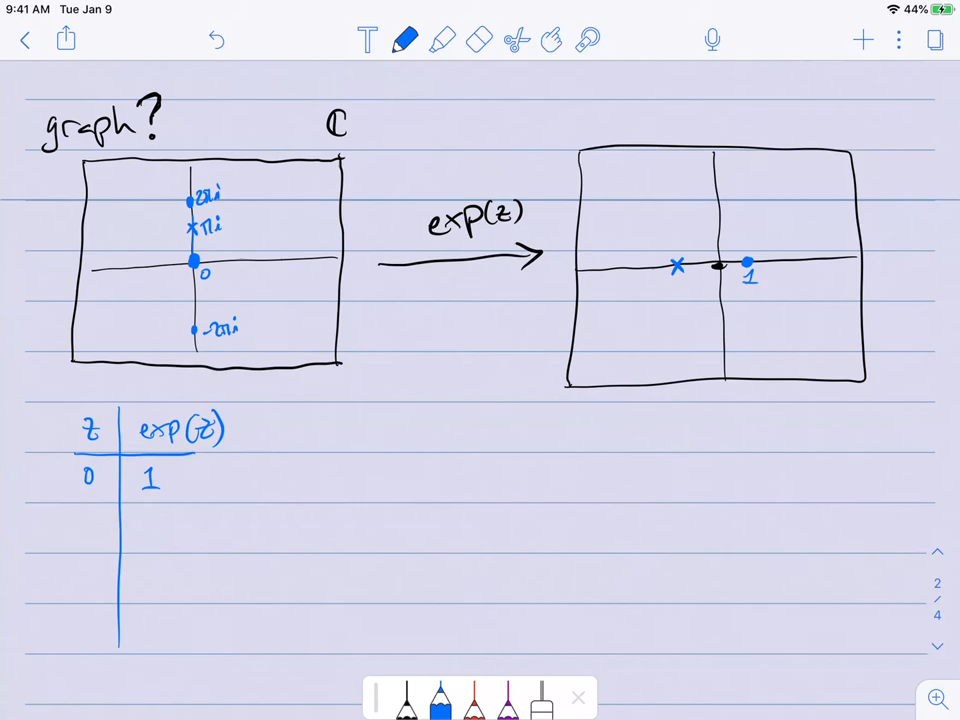 9:41 AM Tue Jan 9
44%
graph?
ℂ
2πi
πi
0
-2πi
exp(z)
1
z exp(z)
0 1
2
/
4